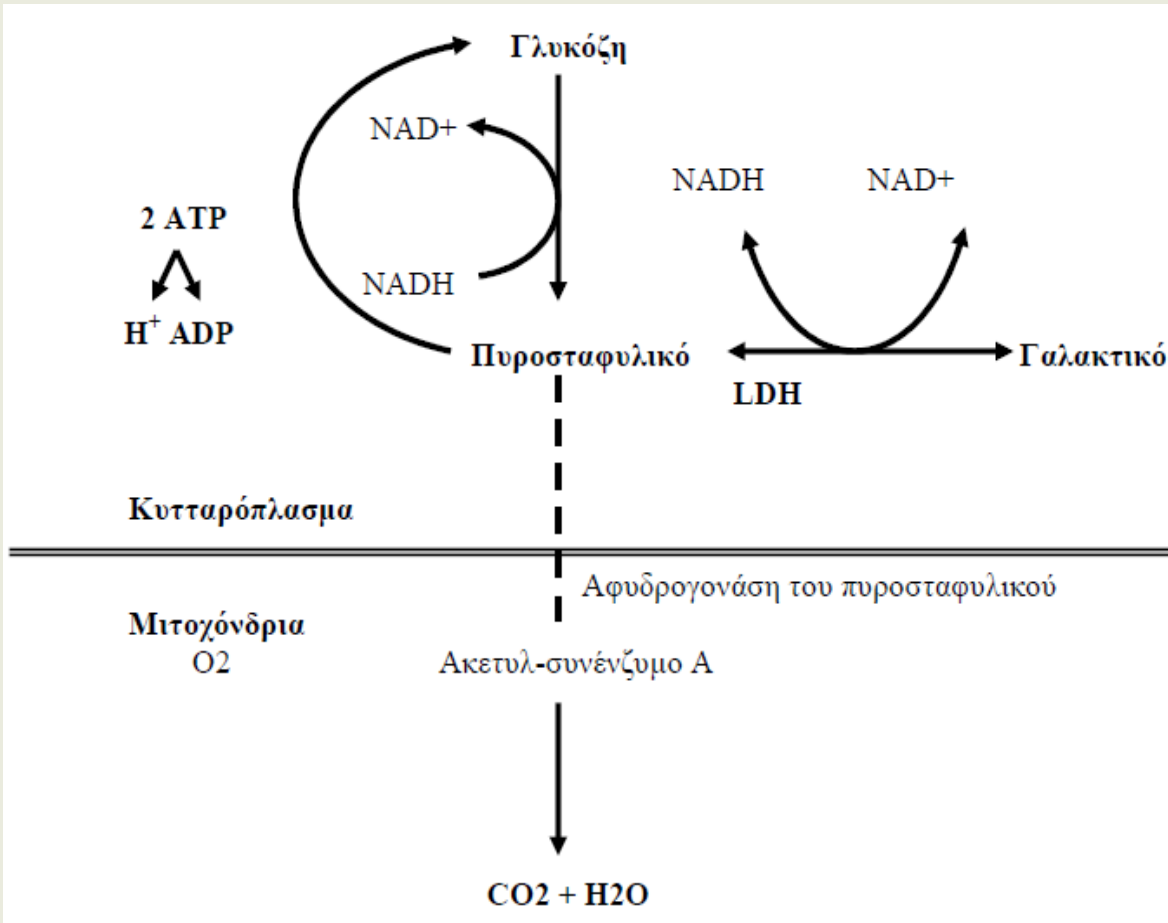 Γλυκόζη
NAD+
NADH NAD+
2 ATP
NADH
H+ ADP
Πυροσταφυλικό
Γαλακτικό
LDH
Κυτταρόπλασμα
Αφυδρογονάση του πυροσταφυλικού
Μιτοχόνδρια
Ο2
Ακετυλ-συνένζυμο Α
CO2 + H2O